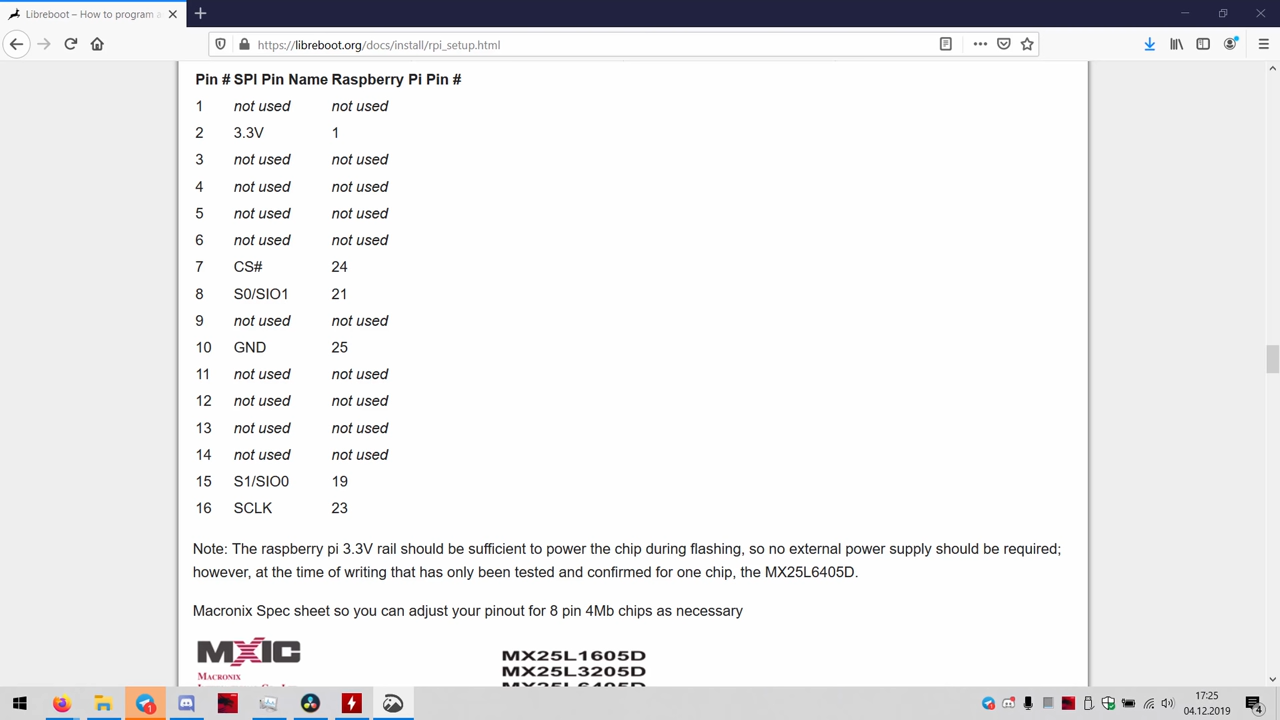 Libreboot – How to program a
https://libreboot.org/docs/install/rpi_setup.html
Pin # SPI Pin Name Raspberry Pi Pin #
1 not used not used
2 3.3V 1
3 not used not used
4 not used not used
5 not used not used
6 not used not used
7 CS# 24
8 S0/SIO1 21
9 not used not used
10 GND 25
11 not used not used
12 not used not used
13 not used not used
14 not used not used
15 S1/SIO0 19
16 SCLK 23
Note: The raspberry pi 3.3V rail should be sufficient to power the chip during flashing, so no external power supply should be required;
however, at the time of writing that has only been tested and confirmed for one chip, the MX25L6405D.
Macronix Spec sheet so you can adjust your pinout for 8 pin 4Mb chips as necessary
MXIC
MX25L1605D
MACRONIX
MX25L3205D
17:25
04.12.2019
4